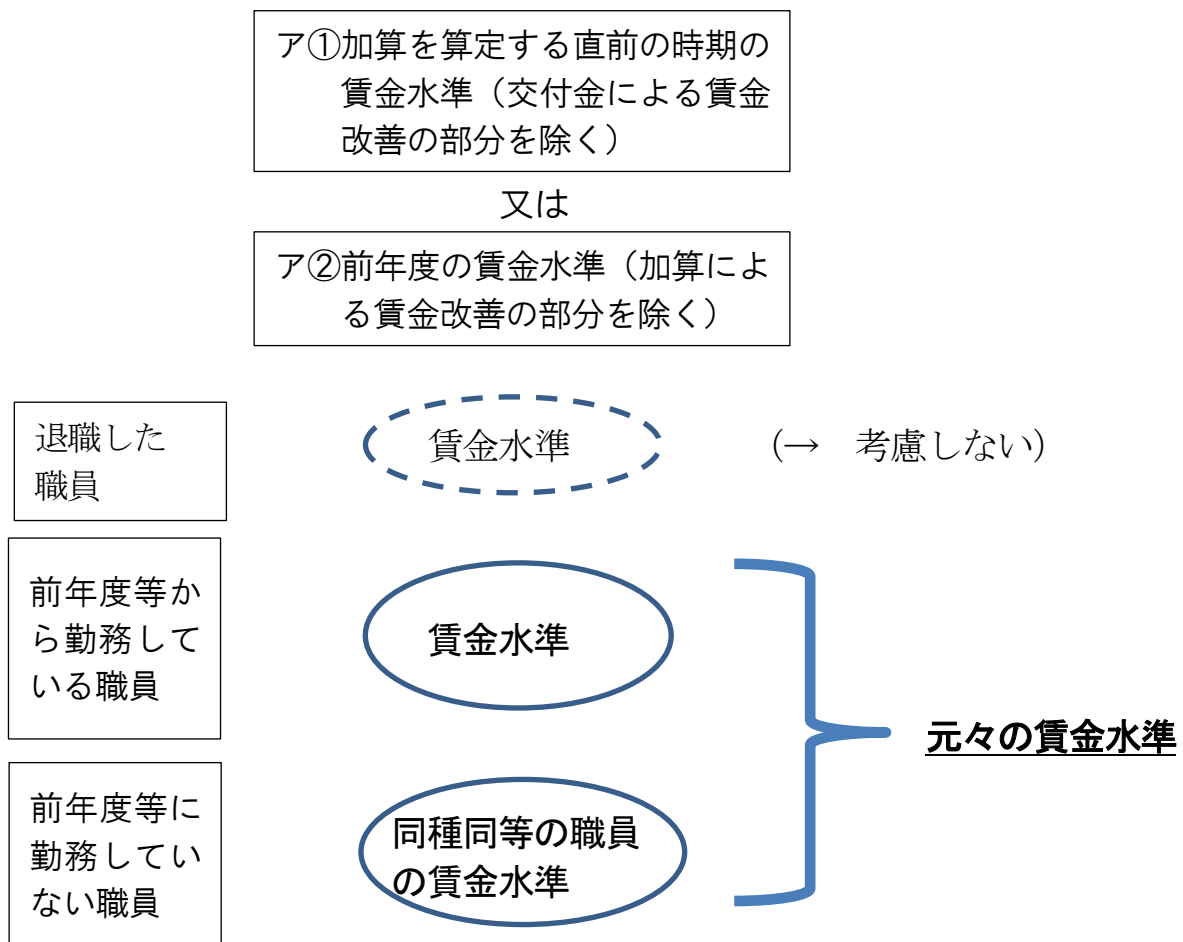 ア①加算を算定する直前の時期の
賃金水準（交付金による賃金
改善の部分を除く）
又は
ア②前年度の賃金水準（加算によ
る賃金改善の部分を除く）
退職した
職員
賃金水準
（→　考慮しない）
前年度等か
ら勤務して
いる職員
賃金水準
元々の賃金水準
前年度等に
勤務してい
ない職員
同種同等の職員
の賃金水準